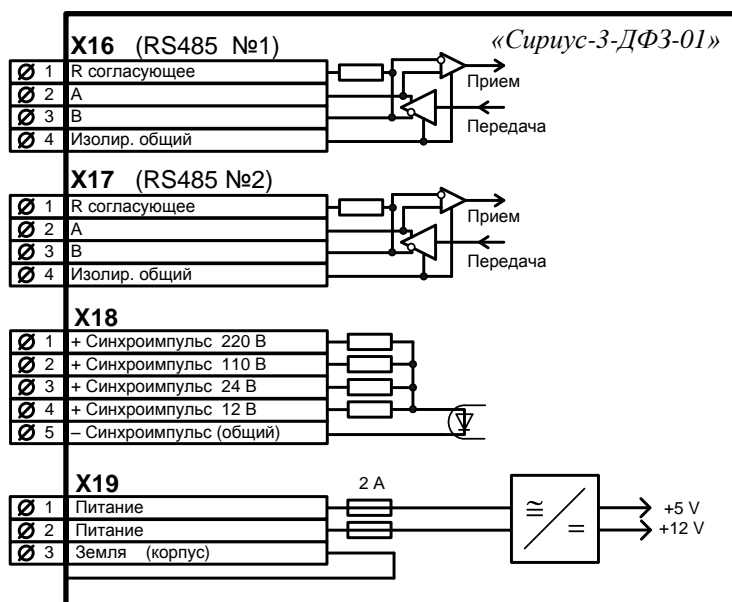 «Сириус-3-ДФЗ-01»
X16 (RS485 №1)
1 R согласующее
2 A
3 B
4 Изолир. общий
Прием
Передача
X17 (RS485 №2)
1 R согласующее
2 A
3 B
4 Изолир. общий
Прием
Передача
X18
1 + Синхроимпульс 220 В
2 + Синхроимпульс 110 В
3 + Синхроимпульс 24 В
4 + Синхроимпульс 12 В
5 – Синхроимпульс (общий)
X19
1 Питание
2 Питание
3 Земля (корпус)
2 А
≅
=
+5 V
+12 V